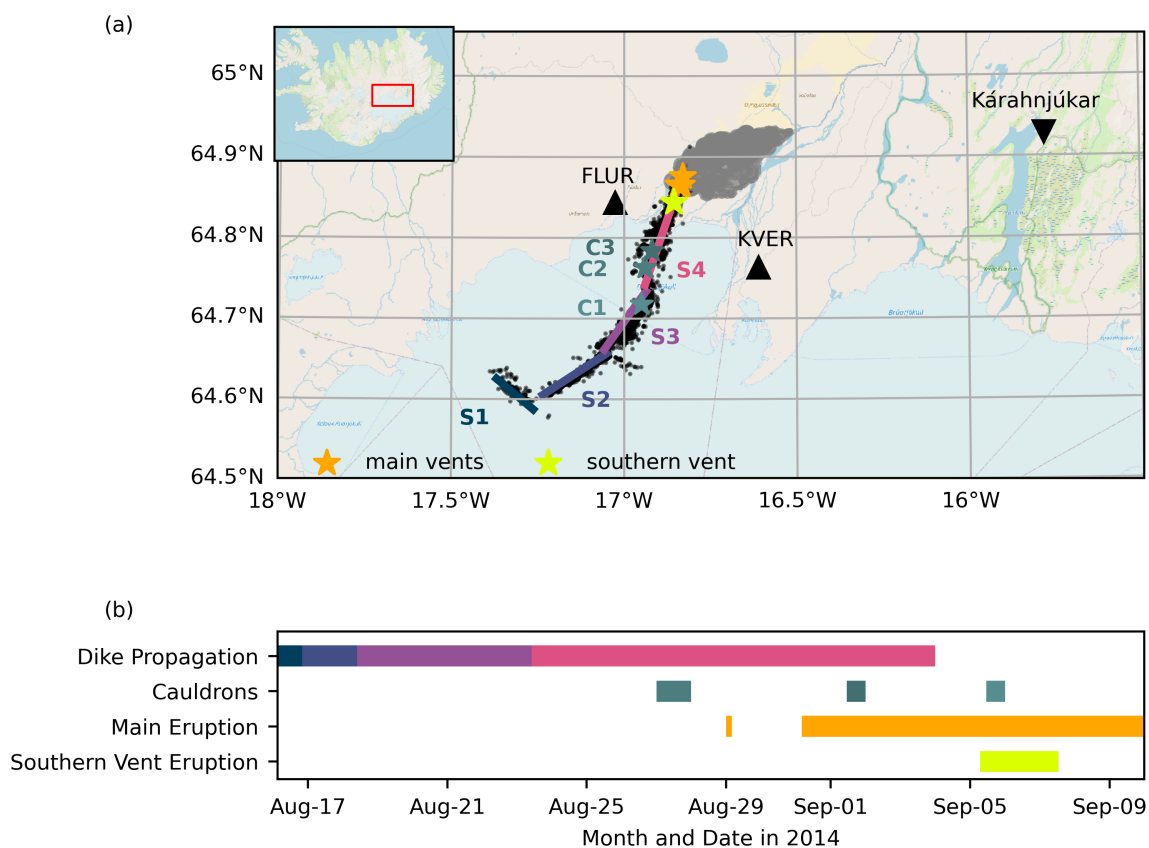 (a)
65°N
64.9°N
64.8°N
64.7°N
64.6°N
64.5°N
Kárahnjúkar
FLUR
KVER
C3
C2
S4
C1
S3
S2
S1
main vents
southern vent
18°W
17.5°W
17°W
16.5°W
16°W
(b)
Dike Propagation
Cauldrons
Main Eruption
Southern Vent Eruption
Aug-17
Aug-21
Aug-25
Aug-29
Sep-01
Sep-05
Sep-09
Month and Date in 2014